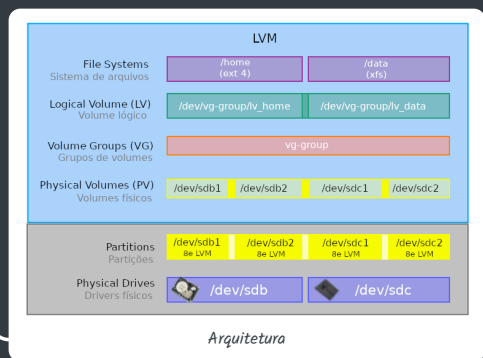 LVM
File Systems
Sistema de arquivos
/home
(ext 4)
/data
(xfs)
Logical Volume (LV)
Volume lógico
/dev/vg-group/lv_home
/dev/vg-group/lv_data
Volume Groups (VG)
Grupos de volumes
vg-group
Physical Volumes (PV)
Volumes físicos
/dev/sdb1
/dev/sdb2
/dev/sdc1
/dev/sdc2
Partitions
Partições
/dev/sdb1
8e LVM
/dev/sdb2
8e LVM
/dev/sdc1
8e LVM
/dev/sdc2
8e LVM
Physical Drives
Drivers físicos
/dev/sdb
/dev/sdc
Arquitetura